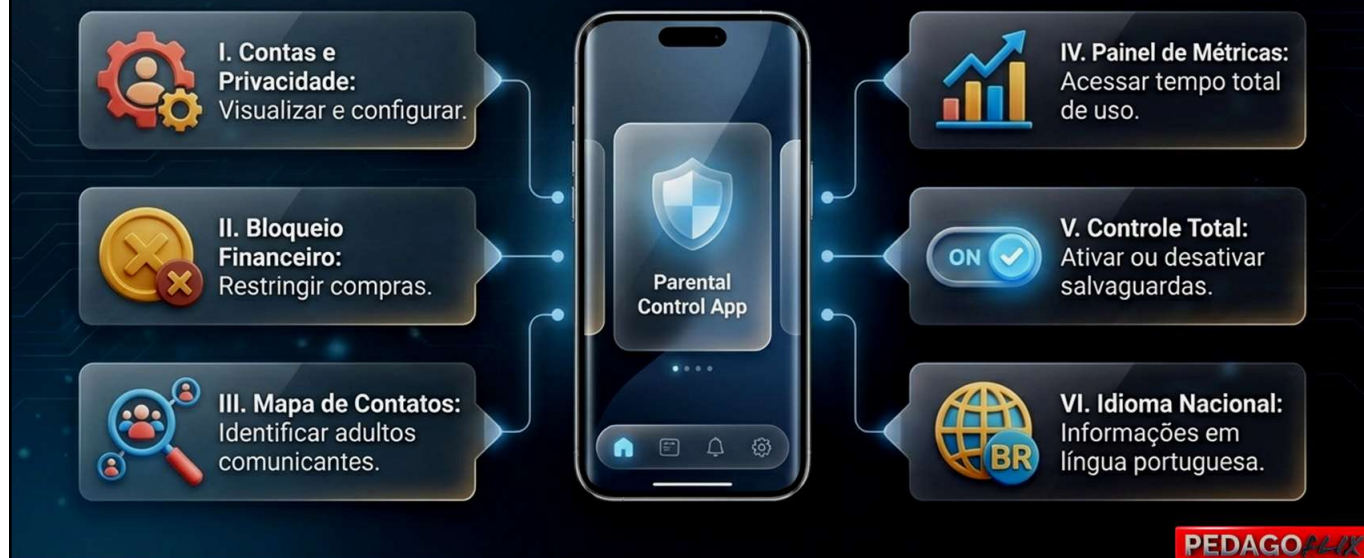 I. Contas e
Privacidade:
Visualizar e configurar.
II. Bloqueio
Financeiro:
Restringir compras.
III. Mapa de Contatos:
Identificar adultos
comunicantes.
Parental
Control App
IV. Painel de Métricas:
Acessar tempo total
de uso.
ON
V. Controle Total:
Ativar ou desativar
salvaguardas.
BR
VI. Idioma Nacional:
Informações em
língua portuguesa.
PEDAGOFLIX